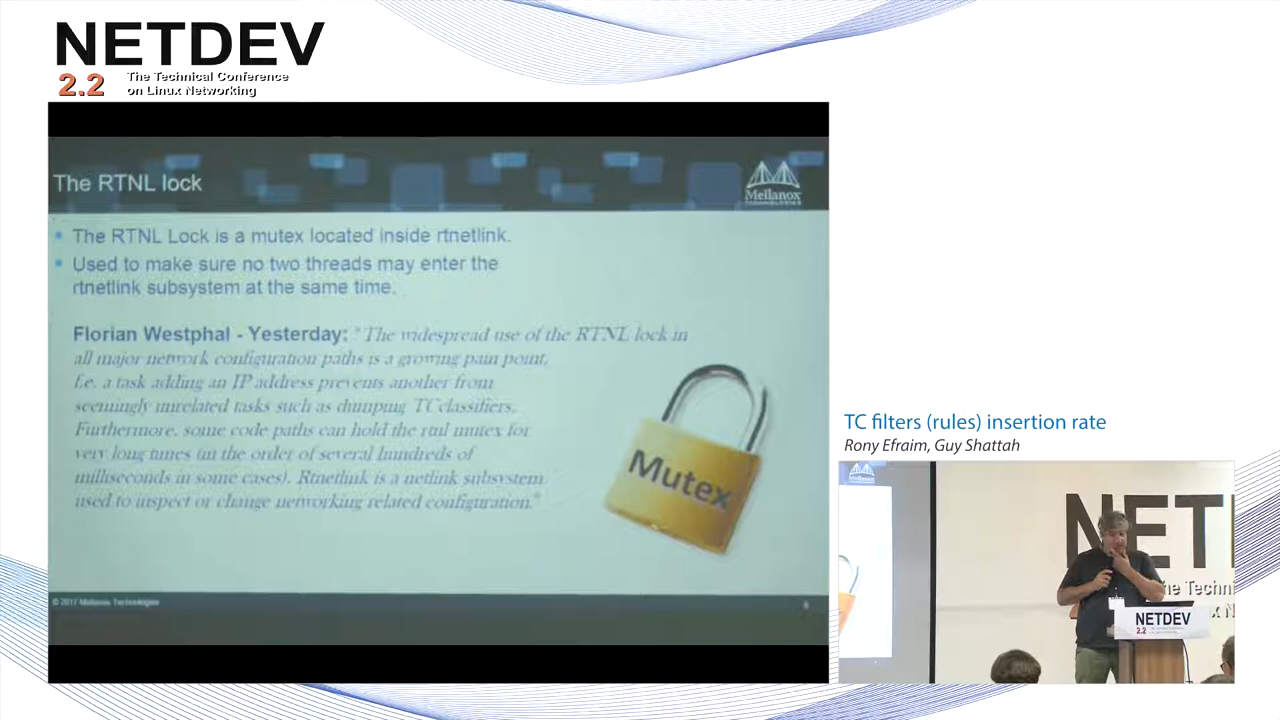 NETDEV
2.2 The Technical Conference
on Linux Networking
The RTNL lock
Mellanox
TECHNOLOGIES
The RTNL Lock is a mutex located inside rtnetlink.
Used to make sure no two threads may enter the
rtnetlink subsystem at the same time.
Florian Westphal - Yesterday: "The widespread use of the RTNL lock in
all major network configuration paths is a growing pain point.
I.e. a task adding an IP address prevents another from
seemingly unrelated tasks such as dumping TC classifiers.
Furthermore, some code paths can hold the rtnl mutex for
very long times (in the order of several hundreds of
milliseconds in some cases). Rtnetlink is a netlink subsystem
used to inspect or change networking related configuration."
Mutex
© 2017 Mellanox Technologies
TC filters (rules) insertion rate
Rony Efraim, Guy Shattah
Mellanox
NET
he Techni
x N
NETDEV
2.2